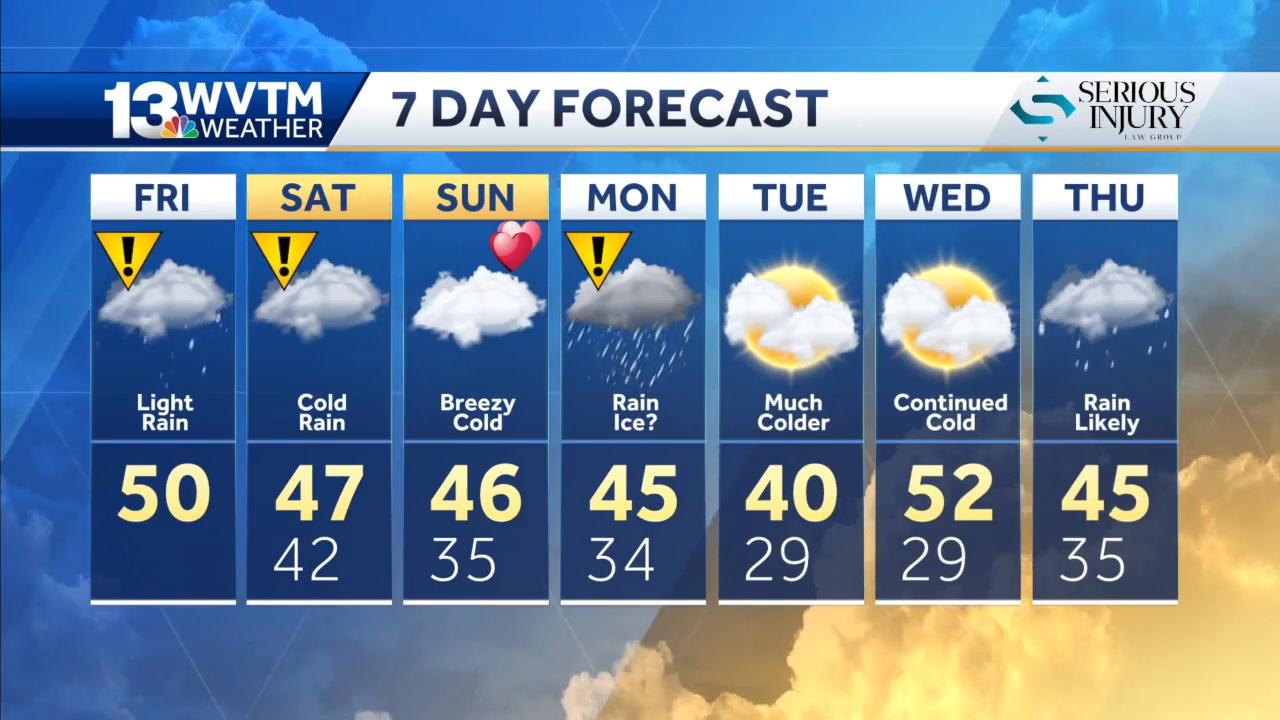 13 WVTM
WEATHER
7 DAY FORECAST
SERIOUS
INJURY
LAW GROUP
FRI
SAT
SUN
MON
TUE
WED
THU
!
!
!
Light
Rain
Cold
Rain
Breezy
Cold
Rain
Ice?
Much
Colder
Continued
Cold
Rain
Likely
50
47
46
45
40
52
45
42
35
34
29
29
35